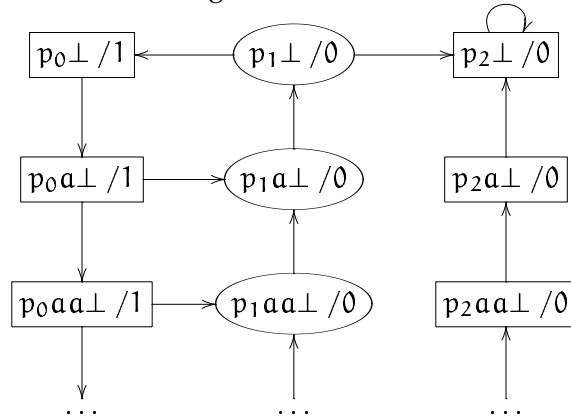 p₀⊥ /1 p₁⊥ /0 p₂⊥ /0
p₀a⊥ /1 p₁a⊥ /0 p₂a⊥ /0
p₀aa⊥ /1 p₁aa⊥ /0 p₂aa⊥ /0
... ... ...